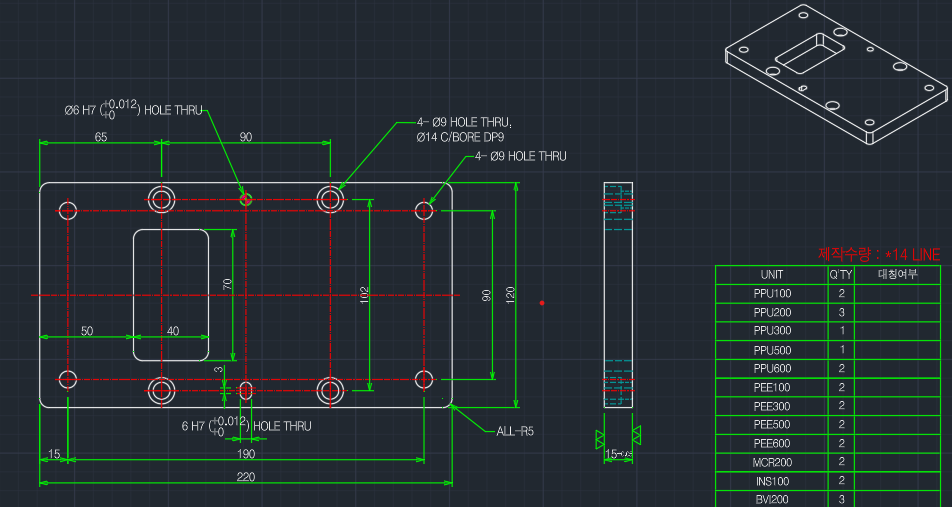 Ø6 H7 (+0.012 +0) HOLE THRU
4- Ø9 HOLE THRU,
Ø14 C/BORE DP9
4- Ø9 HOLE THRU
65
90
70
102
90
120
50
40
3
6 H7 (+0.012 +0) HOLE THRU
ALL-R5
15
190
220
제작수량 : *14 LINE
UNIT Q'TY 대칭여부
PPU100 2
PPU200 3
PPU300 1
PPU500 1
PPU600 2
PEE100 2
PEE300 2
PEE500 2
PEE600 2
MCR200 2
INS100 2
BVI200 3